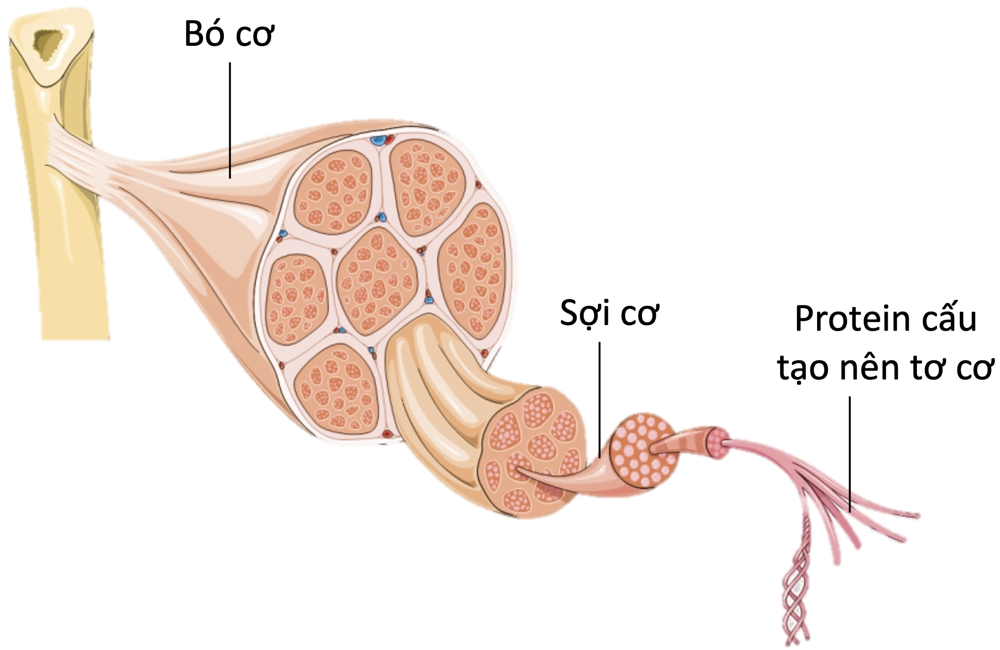 Bó cơ
Sợi cơ
Protein cấu
tạo nên tơ cơ